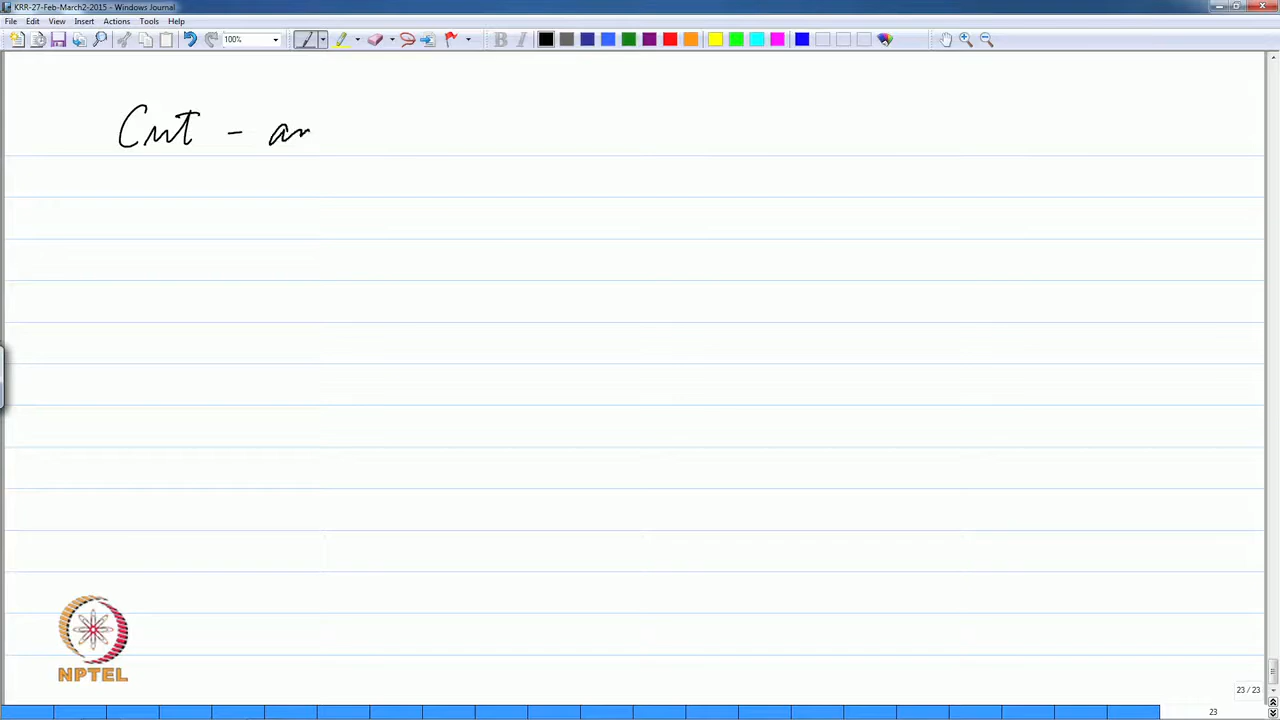 KRR-27-Feb-March2-2015 - Windows Journal
File Edit View Insert Actions Tools Help
100%
Cut - an
NPTEL
23 / 23
23